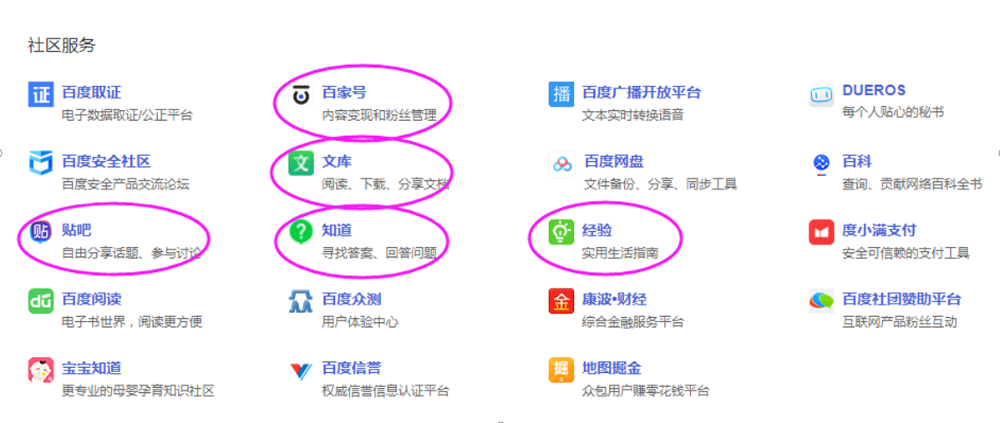 社区服务
证 百度取证 百家号 播 百度广播开放平台 DUEROS
电子数据取证/公正平台 内容变现和粉丝管理 文本实时转换语音 每个人贴心的秘书
百度安全社区 文 文库 百度网盘 百科
百度安全产品交流论坛 阅读、下载、分享文档 文件备份、分享、同步工具 查询、贡献网络百科全书
贴 贴吧 ? 知道 经验 度小满支付
自由分享话题、参与讨论 寻找答案、回答问题 实用生活指南 安全可信赖的支付工具
du 百度阅读 百度众测 金 康波•财经 百度社团赞助平台
电子书世界，阅读更方便 用户体验中心 综合金融服务平台 互联网产品粉丝互动
宝宝知道 百度信誉 掘 地图掘金
更专业的母婴孕育知识社区 权威信誉信息认证平台 众包用户赚零花钱平台